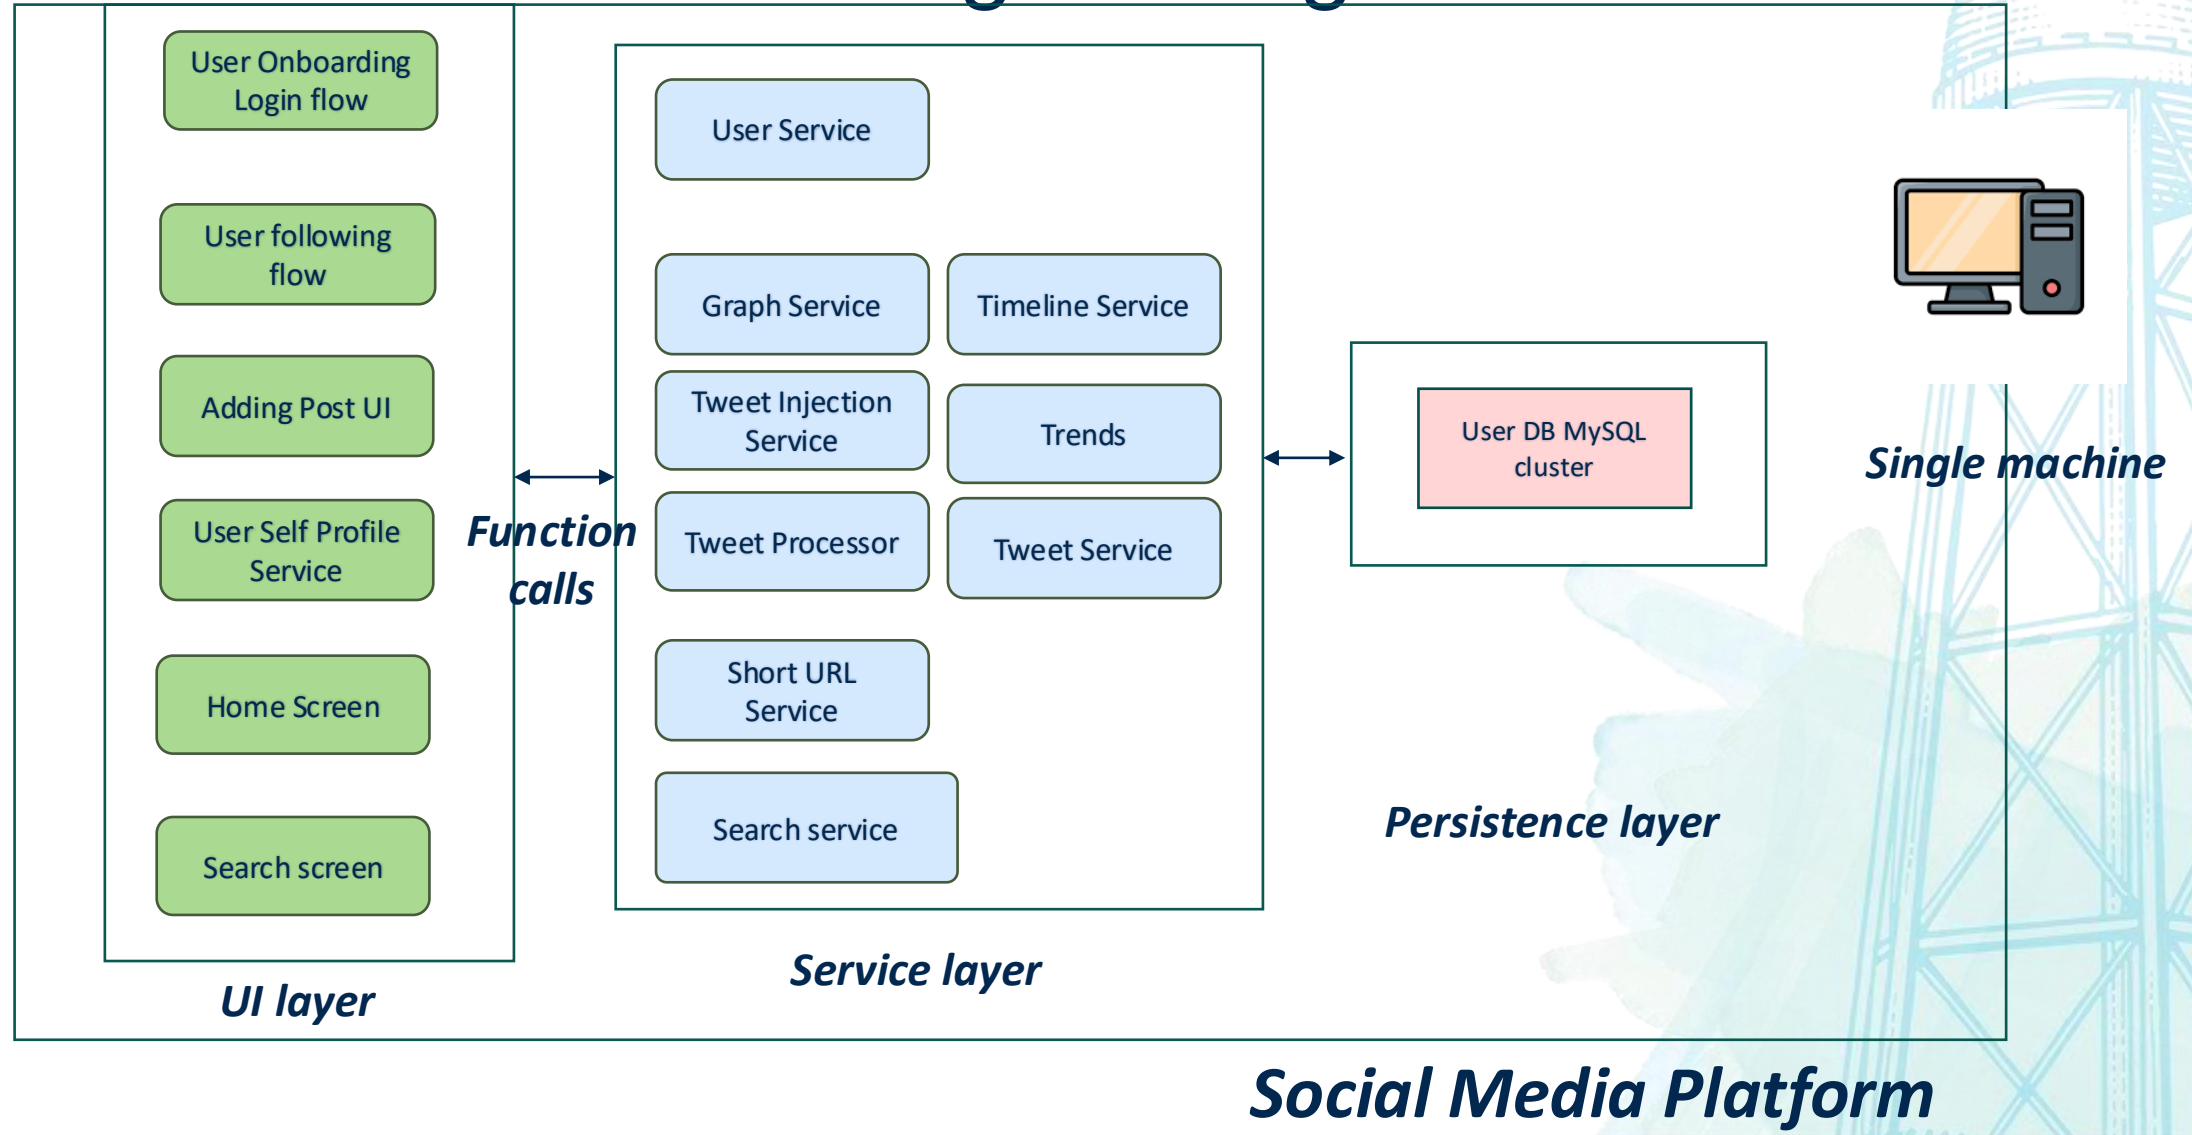 User Onboarding
Login flow
User following
flow
Adding Post UI
User Self Profile
Service
Home Screen
Search screen
UI layer
Function
calls
User Service
Graph Service
Timeline Service
Tweet Injection
Service
Trends
Tweet Processor
Tweet Service
Short URL
Service
Search service
Service layer
User DB MySQL
cluster
Persistence layer
Single machine
Social Media Platform